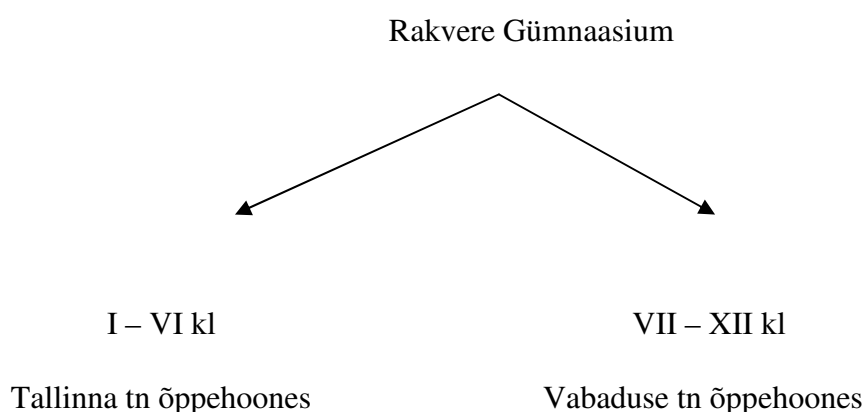 Rakvere Gümnaasium
I – VI kl
VII – XII kl
Tallinna tn õppehoones
Vabaduse tn õppehoones